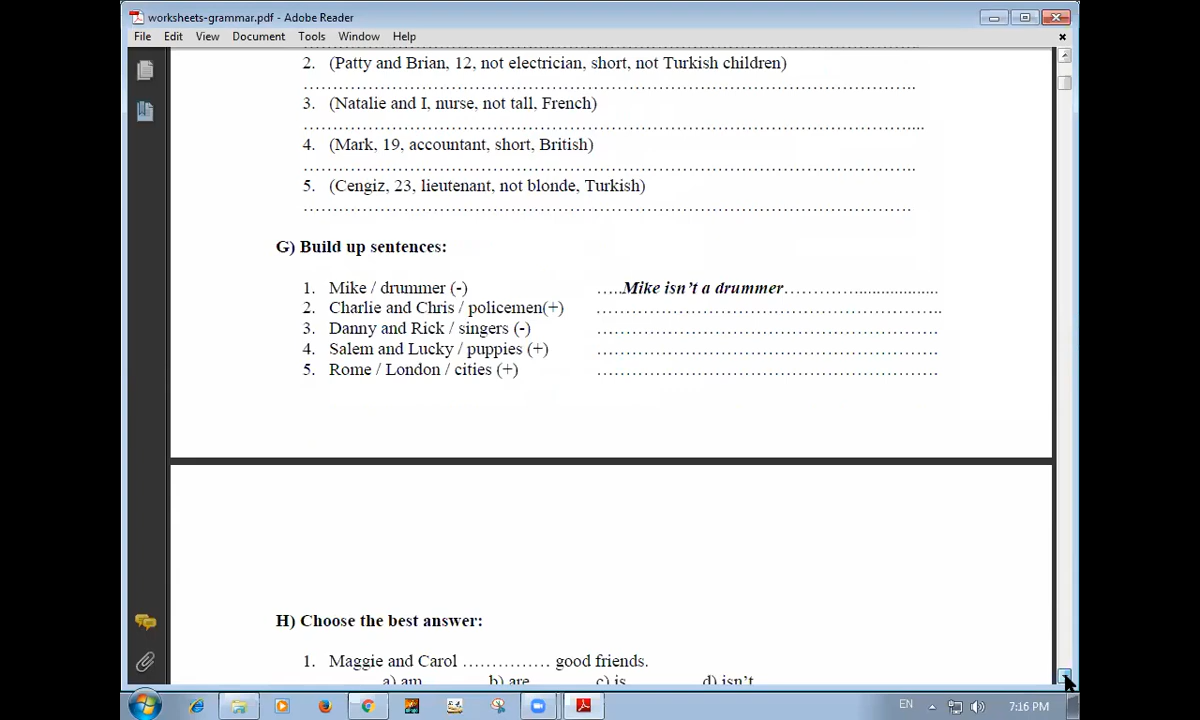 worksheets-grammar.pdf - Adobe Reader
File Edit View Document Tools Window Help
2. (Patty and Brian, 12, not electrician, short, not Turkish children)
……………………………………………………………………………………..
3. (Natalie and I, nurse, not tall, French)
……………………………………………………………………………………...
4. (Mark, 19, accountant, short, British)
……………………………………………………………………………………..
5. (Cengiz, 23, lieutenant, not blonde, Turkish)
…………………………………………………………………………………….
G) Build up sentences:
1. Mike / drummer (-) …..Mike isn’t a drummer…………..................
2. Charlie and Chris / policemen(+) ………………………………………………..
3. Danny and Rick / singers (-) ……………………………………………….
4. Salem and Lucky / puppies (+) ……………………………………………….
5. Rome / London / cities (+) ……………………………………………….
H) Choose the best answer:
1. Maggie and Carol …………… good friends.
a) am b) are c) is d) isn’t
EN 7:16 PM